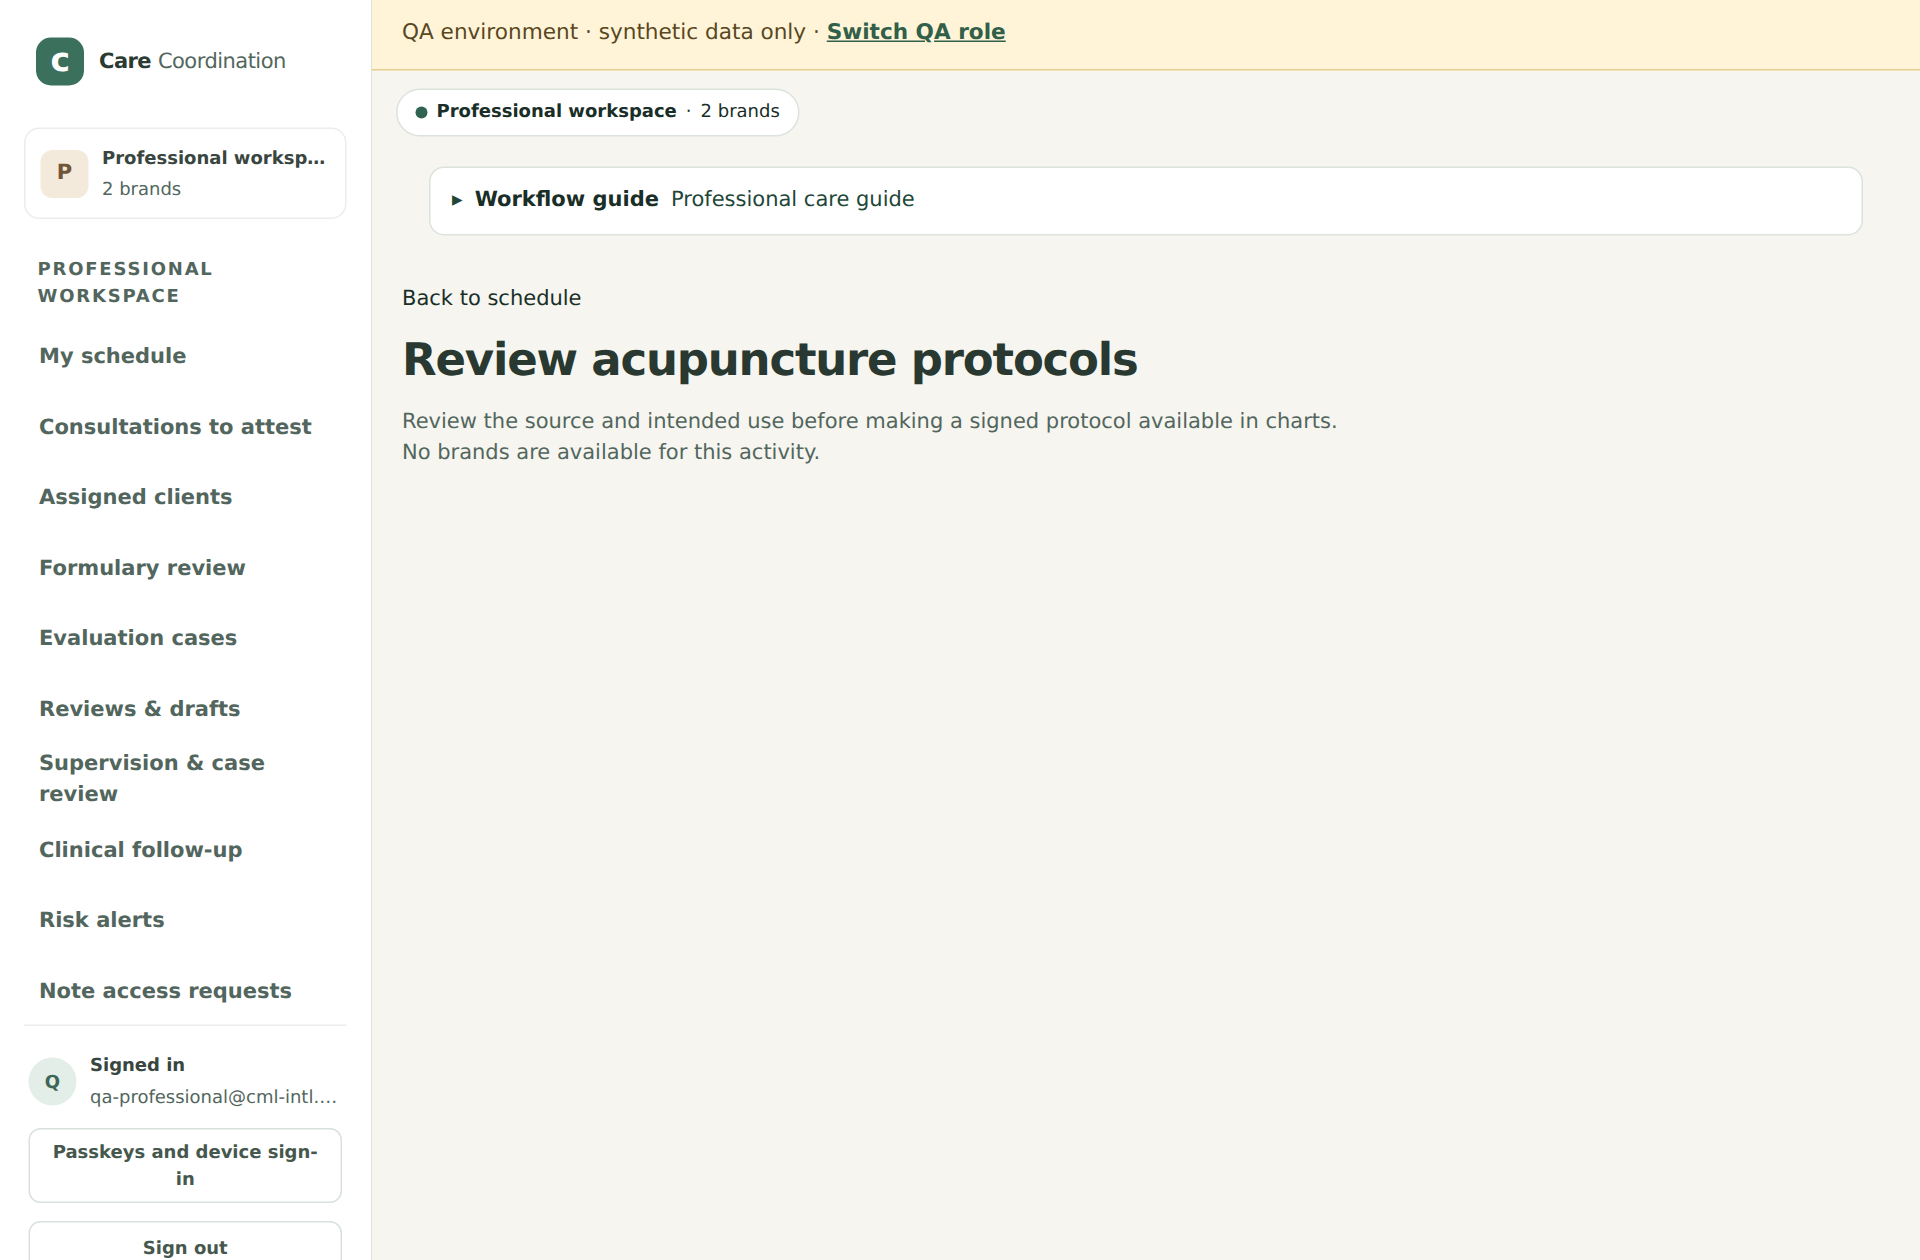 C Care Coordination
P Professional worksp...
2 brands
PROFESSIONAL
WORKSPACE
My schedule
Consultations to attest
Assigned clients
Formulary review
Evaluation cases
Reviews & drafts
Supervision & case
review
Clinical follow-up
Risk alerts
Note access requests
Q Signed in
qa-professional@cml-intl....
Passkeys and device sign-
in
Sign out
QA environment · synthetic data only · Switch QA role
Professional workspace · 2 brands
▸ Workflow guide Professional care guide
Back to schedule
Review acupuncture protocols
Review the source and intended use before making a signed protocol available in charts.
No brands are available for this activity.